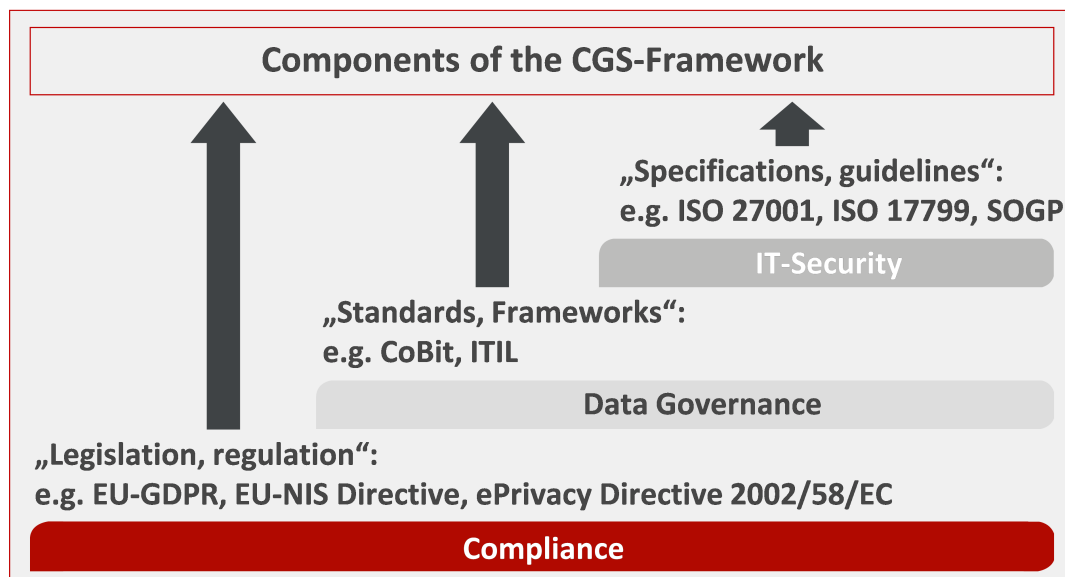 Components of the CGS-Framework
„Specifications, guidelines“:
e.g. ISO 27001, ISO 17799, SOGP
IT-Security
„Standards, Frameworks“:
e.g. CoBit, ITIL
Data Governance
„Legislation, regulation“:
e.g. EU-GDPR, EU-NIS Directive, ePrivacy Directive 2002/58/EC
Compliance